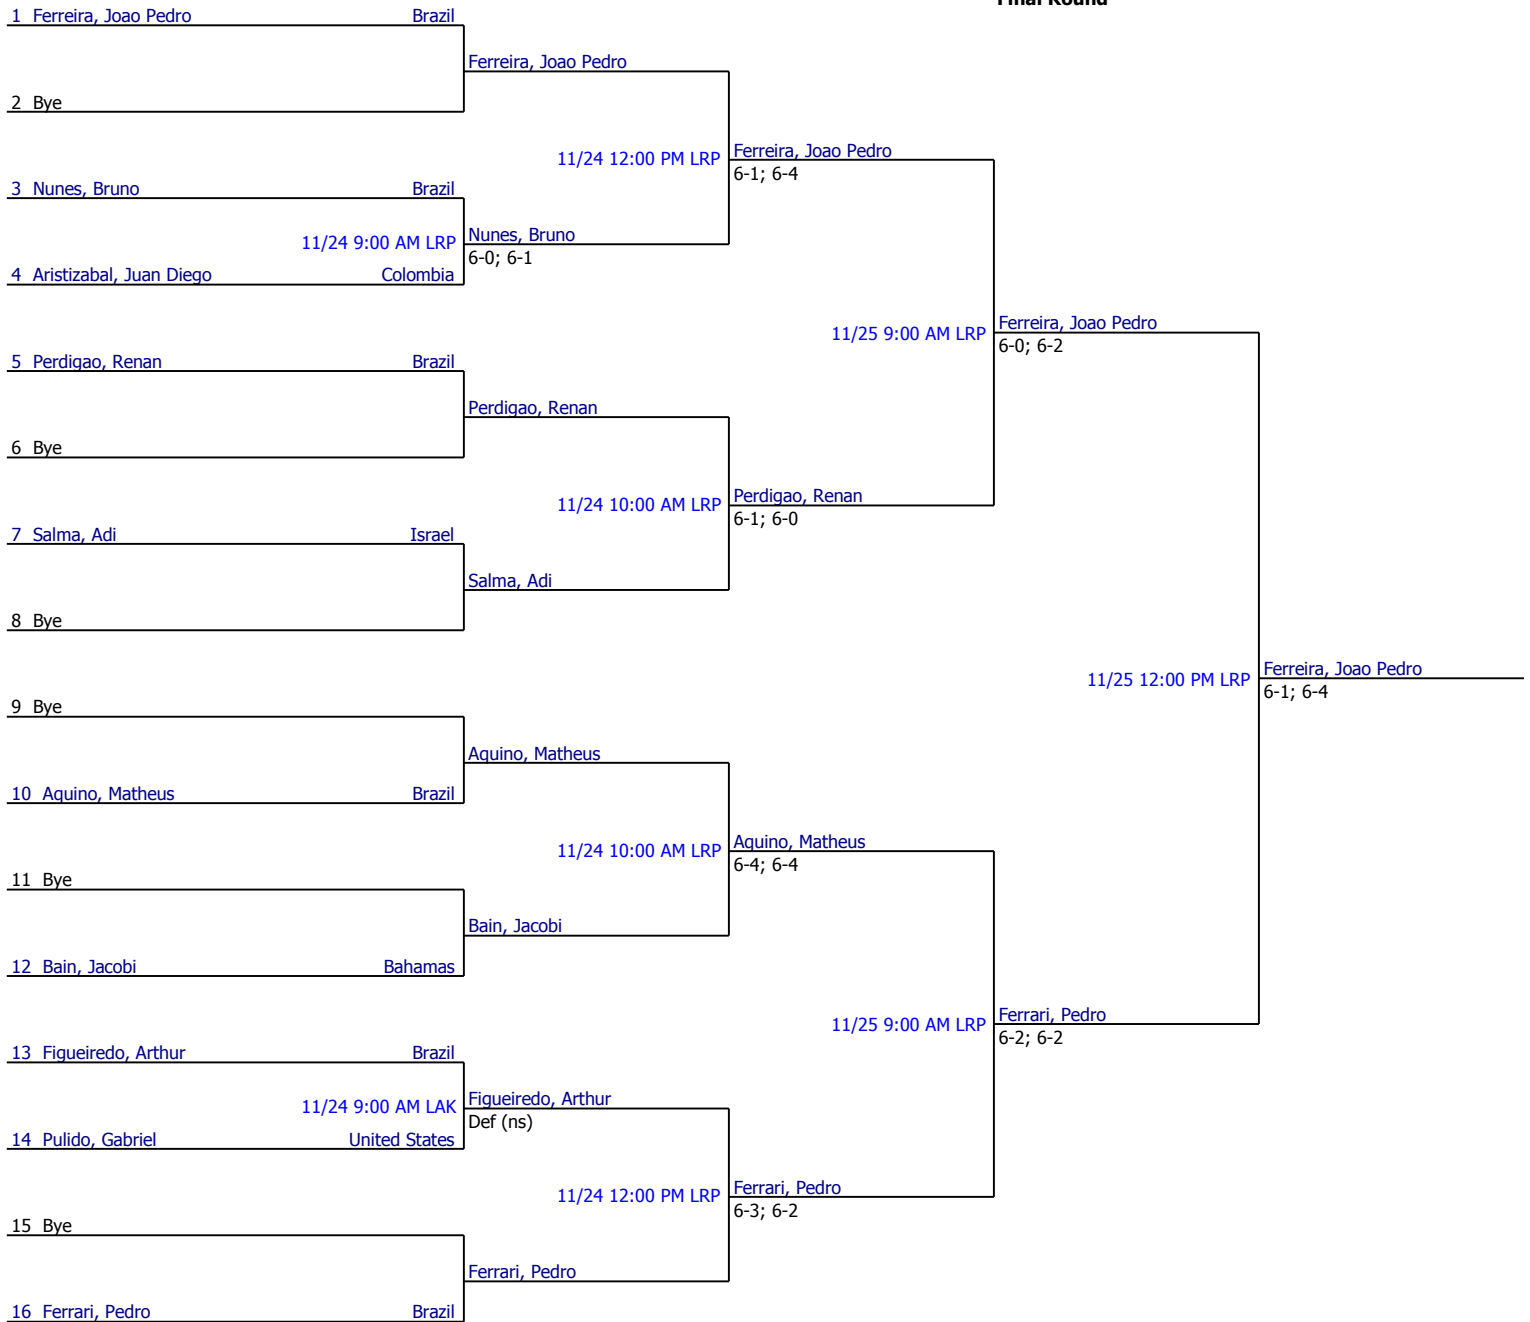 Final Round
1 Ferreira, Joao Pedro Brazil
Ferreira, Joao Pedro
2 Bye
11/24 12:00 PM LRP
Ferreira, Joao Pedro
6-1; 6-4
3 Nunes, Bruno Brazil
11/24 9:00 AM LRP
Nunes, Bruno
6-0; 6-1
4 Aristizabal, Juan Diego Colombia
11/25 9:00 AM LRP
Ferreira, Joao Pedro
6-0; 6-2
5 Perdigao, Renan Brazil
Perdigao, Renan
6 Bye
11/24 10:00 AM LRP
Perdigao, Renan
6-1; 6-0
7 Salma, Adi Israel
Salma, Adi
8 Bye
11/25 12:00 PM LRP
Ferreira, Joao Pedro
6-1; 6-4
9 Bye
Aquino, Matheus
10 Aquino, Matheus Brazil
11/24 10:00 AM LRP
Aquino, Matheus
6-4; 6-4
11 Bye
Bain, Jacobi
12 Bain, Jacobi Bahamas
11/25 9:00 AM LRP
Ferrari, Pedro
6-2; 6-2
13 Figueiredo, Arthur Brazil
11/24 9:00 AM LAK
Figueiredo, Arthur
Def (ns)
14 Pulido, Gabriel United States
11/24 12:00 PM LRP
Ferrari, Pedro
6-3; 6-2
15 Bye
Ferrari, Pedro
16 Ferrari, Pedro Brazil